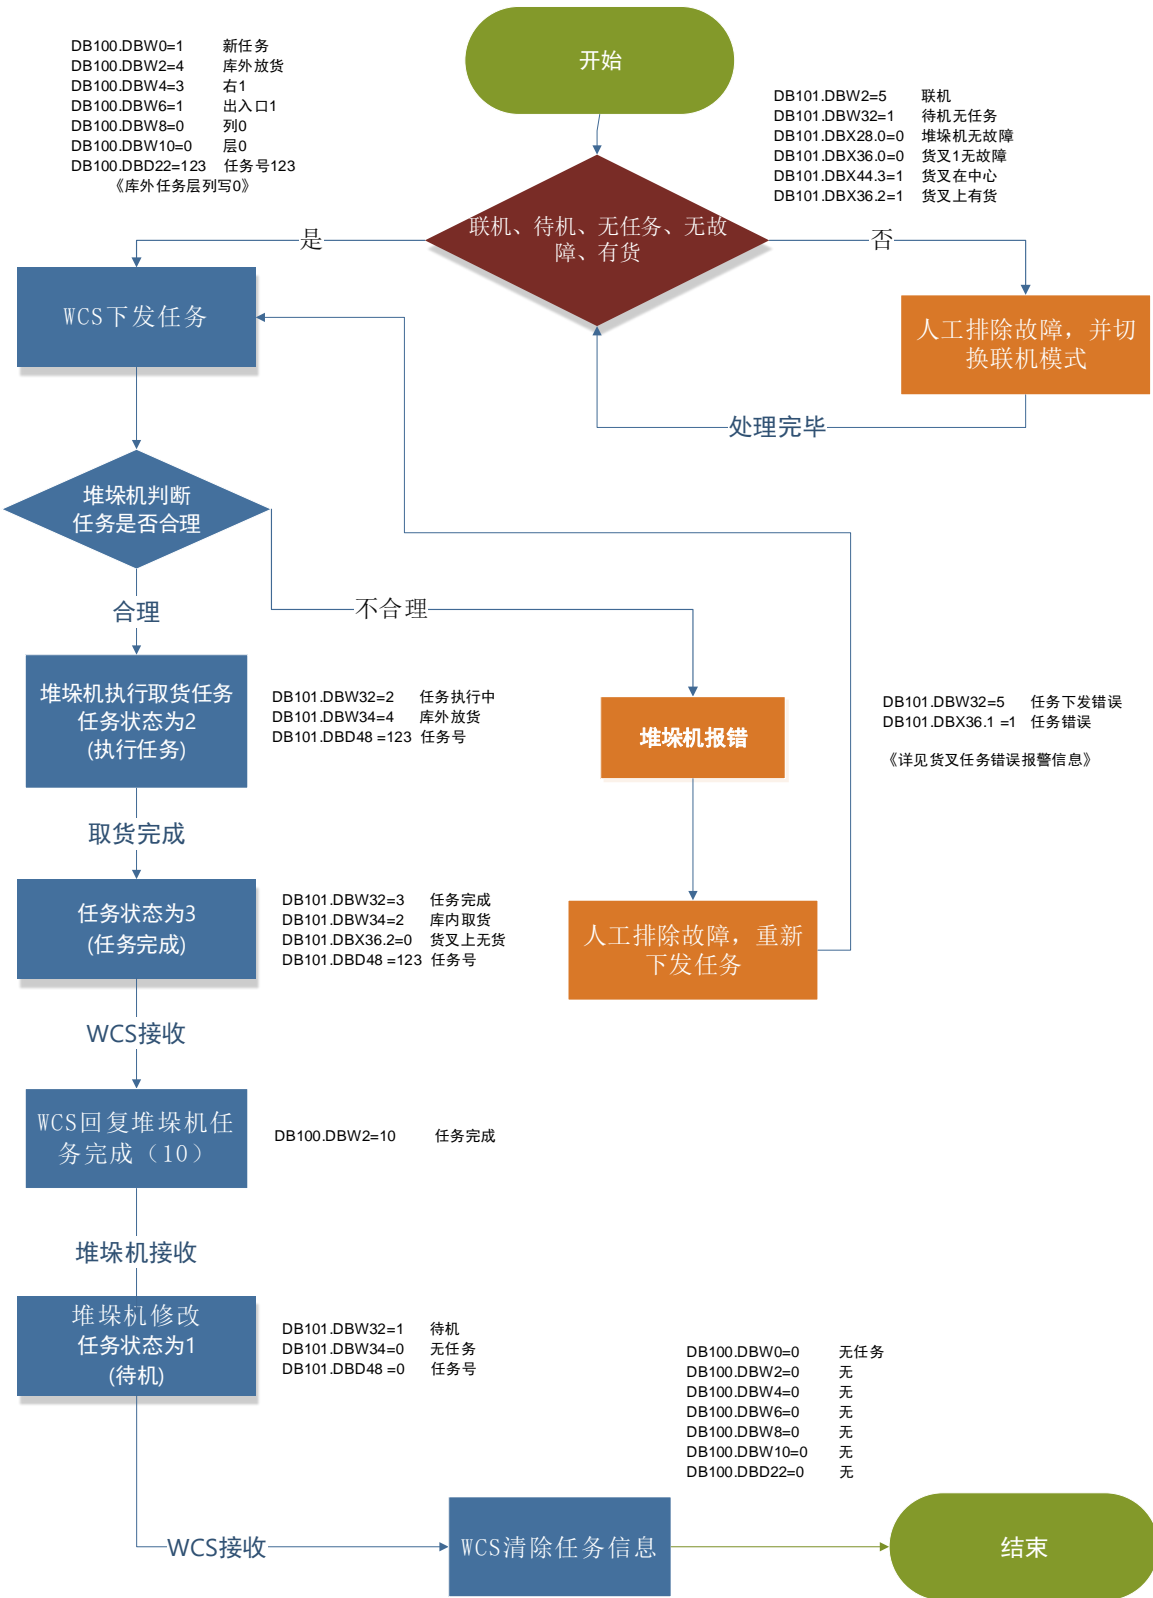 DB100.DBW0=1 新任务
DB100.DBW2=4 库外放货
DB100.DBW4=3 右1
DB100.DBW6=1 出入口1
DB100.DBW8=0 列0
DB100.DBW10=0 层0
DB100.DBD22=123 任务号123
《库外任务层列写0》
开始
DB101.DBW2=5 联机
DB101.DBW32=1 待机无任务
DB101.DBX28.0=0 堆垛机无故障
DB101.DBX36.0=0 货叉1无故障
DB101.DBX44.3=1 货叉在中心
DB101.DBX36.2=1 货叉上有货
联机、待机、无任务、无故
障、有货
是
否
WCS下发任务
人工排除故障，并切
换联机模式
处理完毕
堆垛机判断
任务是否合理
合理
不合理
堆垛机执行取货任务
任务状态为2
(执行任务)
DB101.DBW32=2 任务执行中
DB101.DBW34=4 库外放货
DB101.DBD48 =123 任务号
堆垛机报错
DB101.DBW32=5 任务下发错误
DB101.DBX36.1 =1 任务错误
《详见货叉任务错误报警信息》
取货完成
任务状态为3
(任务完成)
DB101.DBW32=3 任务完成
DB101.DBW34=2 库内取货
DB101.DBX36.2=0 货叉上无货
DB101.DBD48 =123 任务号
人工排除故障，重新
下发任务
WCS接收
WCS回复堆垛机任
务完成（10）
DB100.DBW2=10 任务完成
堆垛机接收
堆垛机修改
任务状态为1
(待机)
DB101.DBW32=1 待机
DB101.DBW34=0 无任务
DB101.DBD48 =0 任务号
DB100.DBW0=0 无任务
DB100.DBW2=0 无
DB100.DBW4=0 无
DB100.DBW6=0 无
DB100.DBW8=0 无
DB100.DBW10=0 无
DB100.DBD22=0 无
WCS接收
WCS清除任务信息
结束